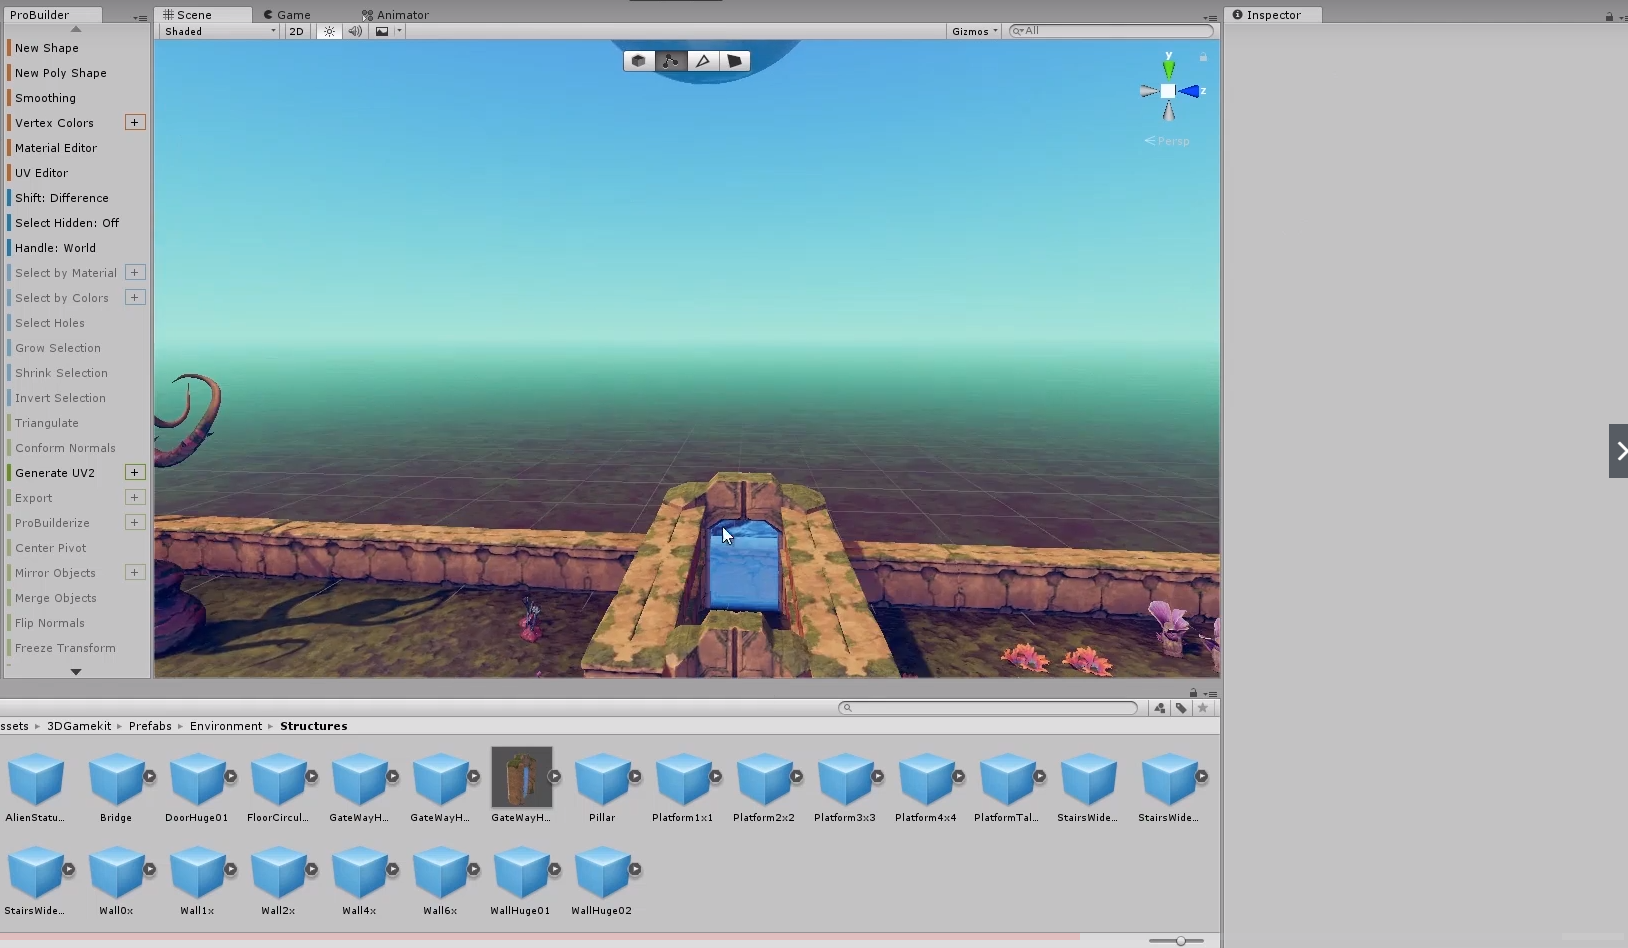 ProBuilder
Scene
Game
Animator
Inspector
Shaded
2D
Gizmos
All
New Shape
New Poly Shape
Smoothing
Vertex Colors +
Material Editor
UV Editor
Shift: Difference
Select Hidden: Off
Handle: World
Select by Material +
Select by Colors +
Select Holes
Grow Selection
Shrink Selection
Invert Selection
Triangulate
Conform Normals
Generate UV2 +
Export +
ProBuilderize +
Center Pivot
Mirror Objects +
Merge Objects
Flip Normals
Freeze Transform
y
z
Persp
ssets ▸ 3DGamekit ▸ Prefabs ▸ Environment ▸ Structures
AlienStatu...
Bridge
DoorHuge01
FloorCircul...
GateWayH...
GateWayH...
GateWayH...
Pillar
Platform1x1
Platform2x2
Platform3x3
Platform4x4
PlatformTal...
StairsWide...
StairsWide...
StairsWide...
Wall0x
Wall1x
Wall2x
Wall4x
Wall6x
WallHuge01
WallHuge02